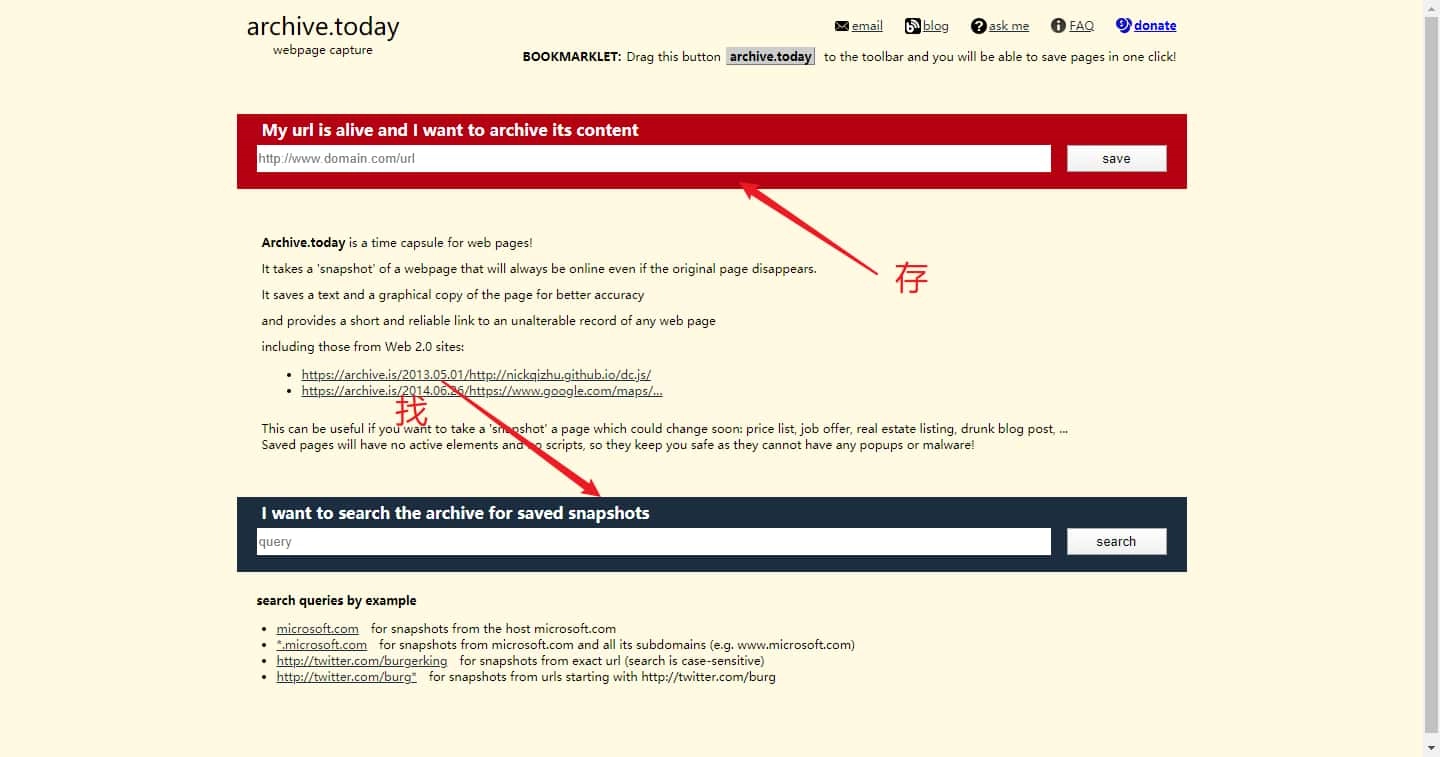 archive.today
webpage capture
email blog ask me FAQ donate
BOOKMARKLET: Drag this button archive.today to the toolbar and you will be able to save pages in one click!
My url is alive and I want to archive its content
http://www.domain.com/url save
Archive.today is a time capsule for web pages!
It takes a 'snapshot' of a webpage that will always be online even if the original page disappears.
存
It saves a text and a graphical copy of the page for better accuracy
and provides a short and reliable link to an unalterable record of any web page
including those from Web 2.0 sites:
• https://archive.is/2013.05.01/http://nickqizhu.github.io/dc.js/
• https://archive.is/2014.06.26/https://www.google.com/maps/...
找
This can be useful if you want to take a 'snapshot' a page which could change soon: price list, job offer, real estate listing, drunk blog post, ...
Saved pages will have no active elements and no scripts, so they keep you safe as they cannot have any popups or malware!
I want to search the archive for saved snapshots
query search
search queries by example
• microsoft.com for snapshots from the host microsoft.com
• *.microsoft.com for snapshots from microsoft.com and all its subdomains (e.g. www.microsoft.com)
• http://twitter.com/burgerking for snapshots from exact url (search is case-sensitive)
• http://twitter.com/burg* for snapshots from urls starting with http://twitter.com/burg